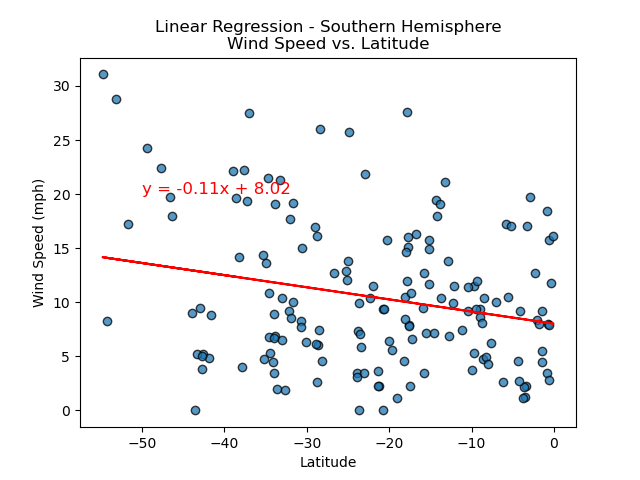 Linear Regression - Southern Hemisphere
Wind Speed vs. Latitude
Wind Speed (mph)
30
25
20
15
10
5
0
y = -0.11x + 8.02
−50
−40
−30
−20
−10
0
Latitude